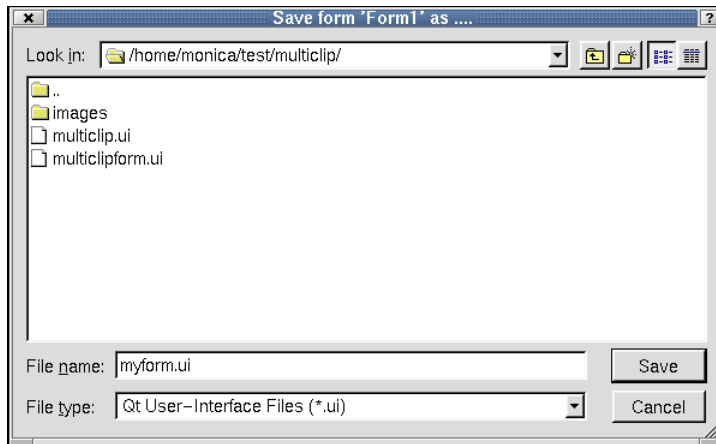 Save form 'Form1' as ....
?
Look in: /home/monica/test/multiclip/
..
images
multiclip.ui
multiclipform.ui
File name: myform.ui Save
File type: Qt User-Interface Files (*.ui) Cancel